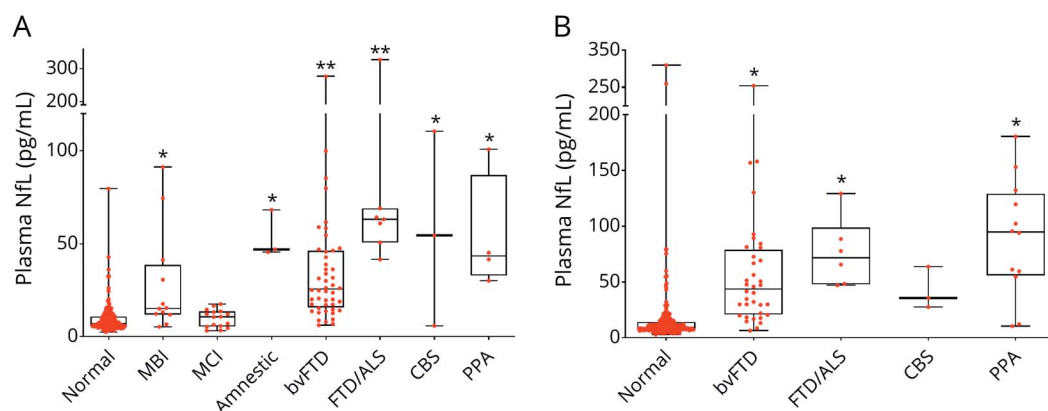 A
Plasma NfL (pg/mL)
300
200
100
50
0
*
*
**
**
*
*
Normal
MBI
MCI
Amnestic
bvFTD
FTD/ALS
CBS
PPA
B
Plasma NfL (pg/mL)
350
250
200
150
100
50
0
*
*
*
Normal
bvFTD
FTD/ALS
CBS
PPA